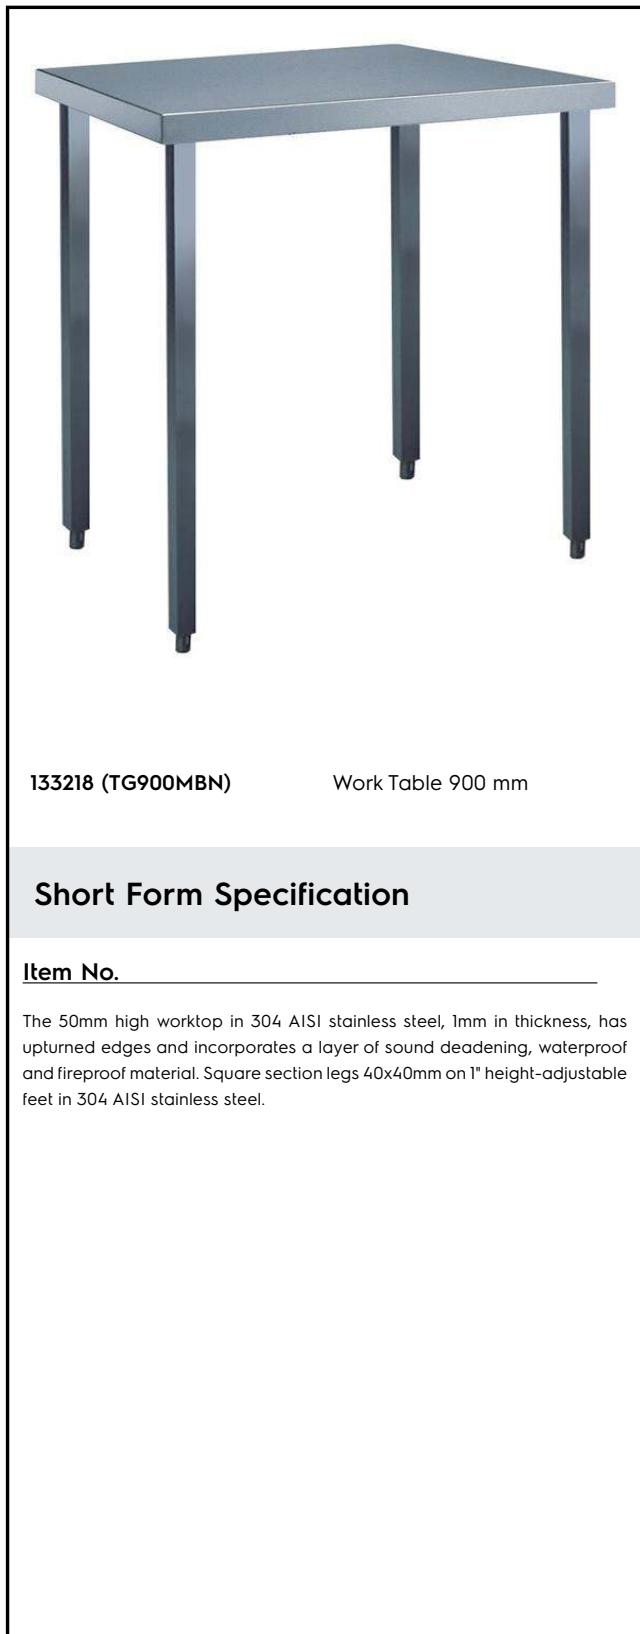 133218 (TG900MBN) Work Table 900 mm
Short Form Specification
Item No.
The 50mm high worktop in 304 AISI stainless steel, 1mm in thickness, has
upturned edges and incorporates a layer of sound deadening, waterproof
and fireproof material. Square section legs 40x40mm on 1" height-adjustable
feet in 304 AISI stainless steel.